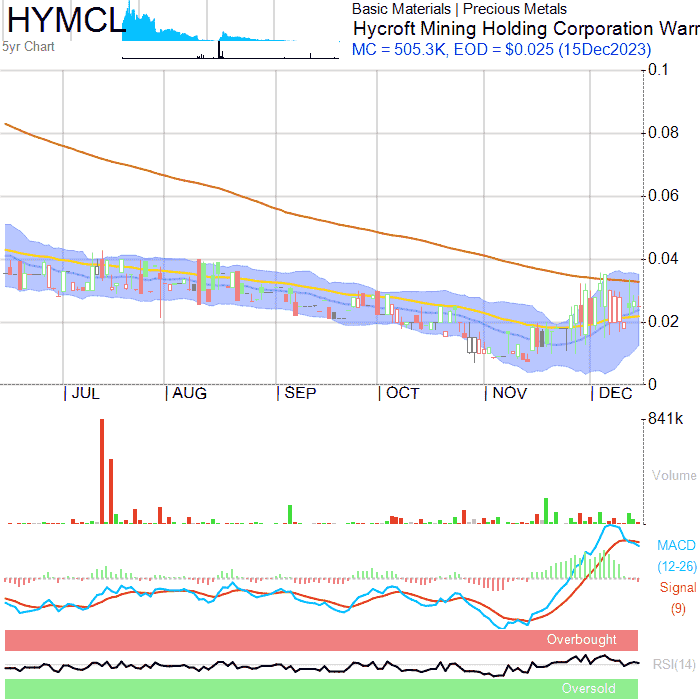 HYMCL
5yr Chart
Basic Materials | Precious Metals
Hycroft Mining Holding Corporation Warr
MC = 505.3K, EOD = $0.025 (15Dec2023)
0.1
0.08
0.06
0.04
0.02
0
| JUL | AUG | SEP | OCT | NOV | DEC
841k
Volume
MACD
(12-26)
Signal
(9)
Overbought
RSI(14)
Oversold